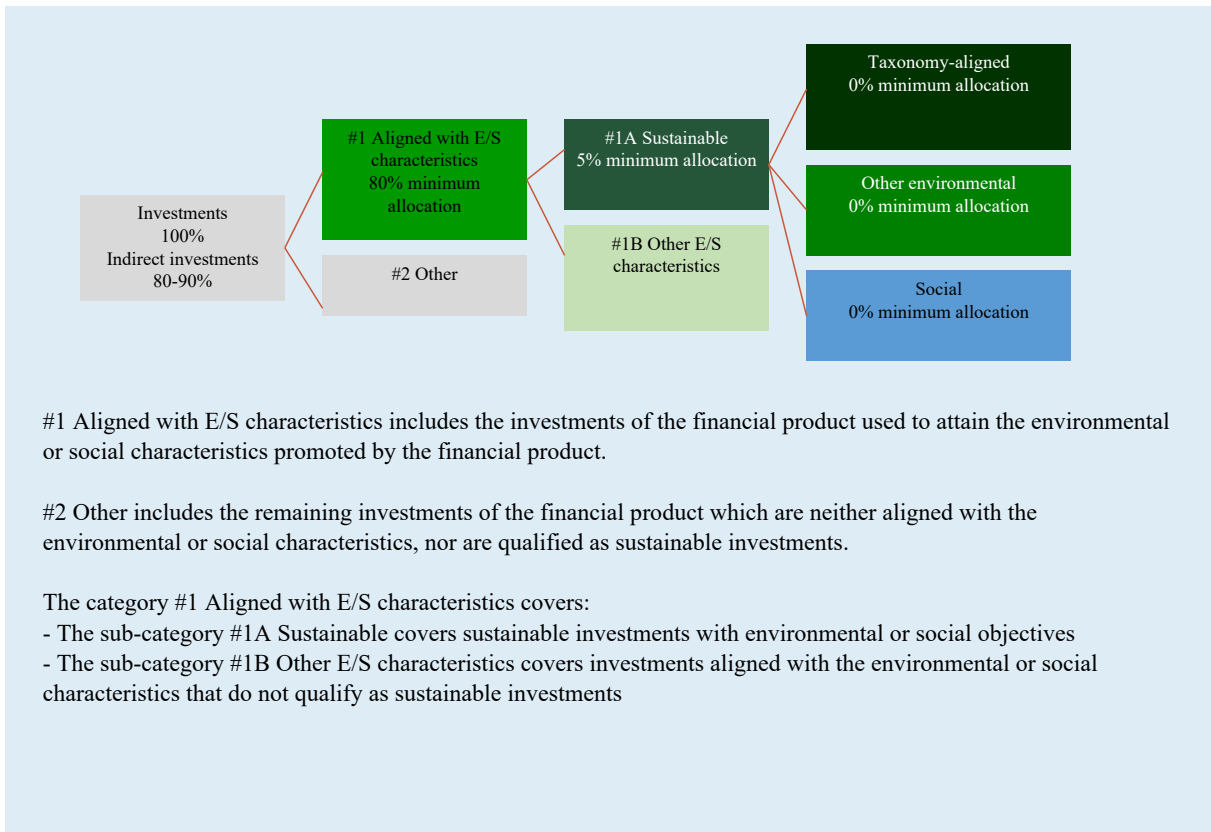 Investments
100%
Indirect investments
80-90%
#1 Aligned with E/S
characteristics
80% minimum
allocation
#2 Other
#1A Sustainable
5% minimum allocation
#1B Other E/S
characteristics
Taxonomy-aligned
0% minimum allocation
Other environmental
0% minimum allocation
Social
0% minimum allocation
#1 Aligned with E/S characteristics includes the investments of the financial product used to attain the environmental
or social characteristics promoted by the financial product.
#2 Other includes the remaining investments of the financial product which are neither aligned with the
environmental or social characteristics, nor are qualified as sustainable investments.
The category #1 Aligned with E/S characteristics covers:
- The sub-category #1A Sustainable covers sustainable investments with environmental or social objectives
- The sub-category #1B Other E/S characteristics covers investments aligned with the environmental or social
characteristics that do not qualify as sustainable investments